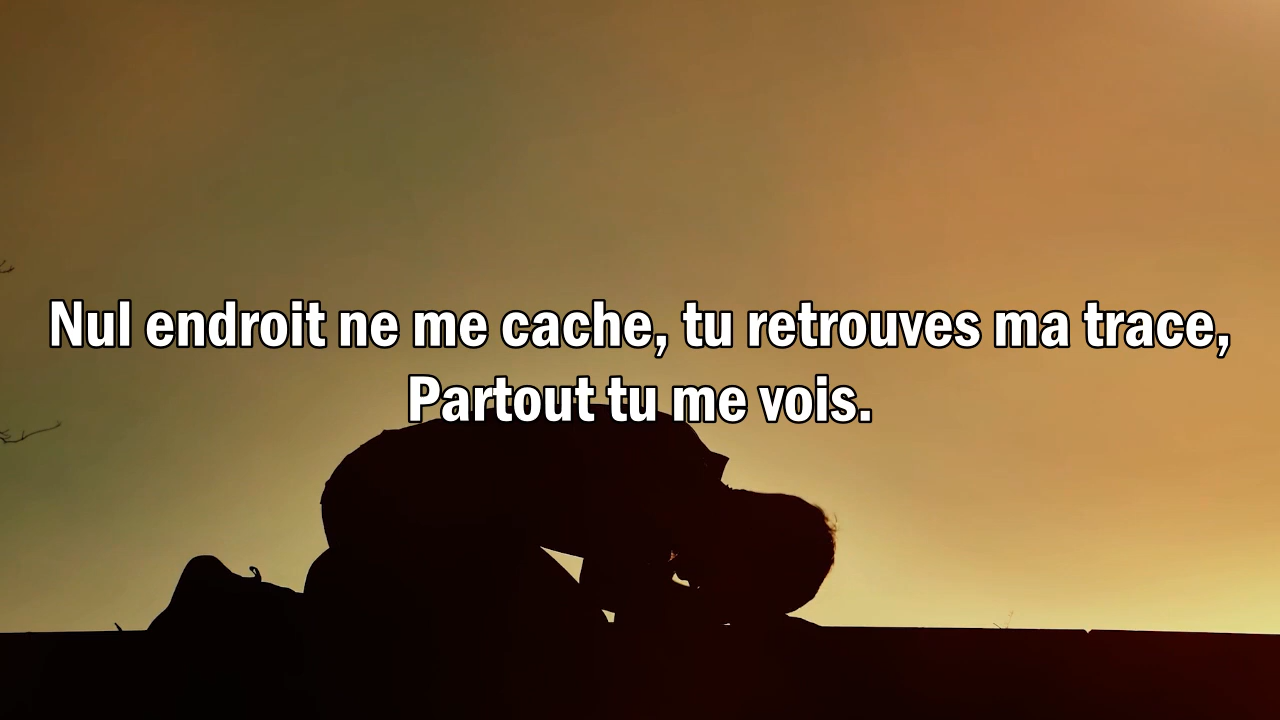 Nul endroit ne me cache, tu retrouves ma trace,
Partout tu me vois.